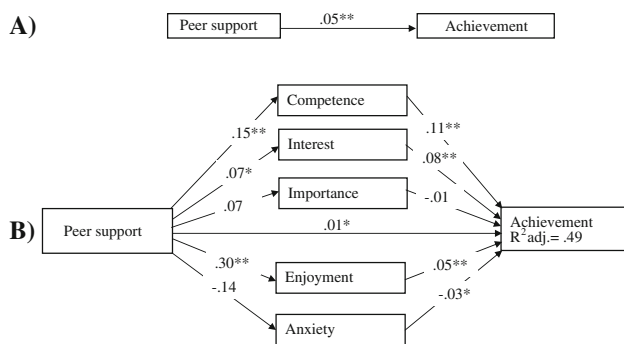 A)
Peer support
.05**
Achievement
Competence
.15**
.11**
Interest
.07*
.08**
Importance
.07
-.01
B)
Peer support
.01*
Achievement
R²adj.= .49
.30**
Enjoyment
.05**
-.14
Anxiety
-.03*